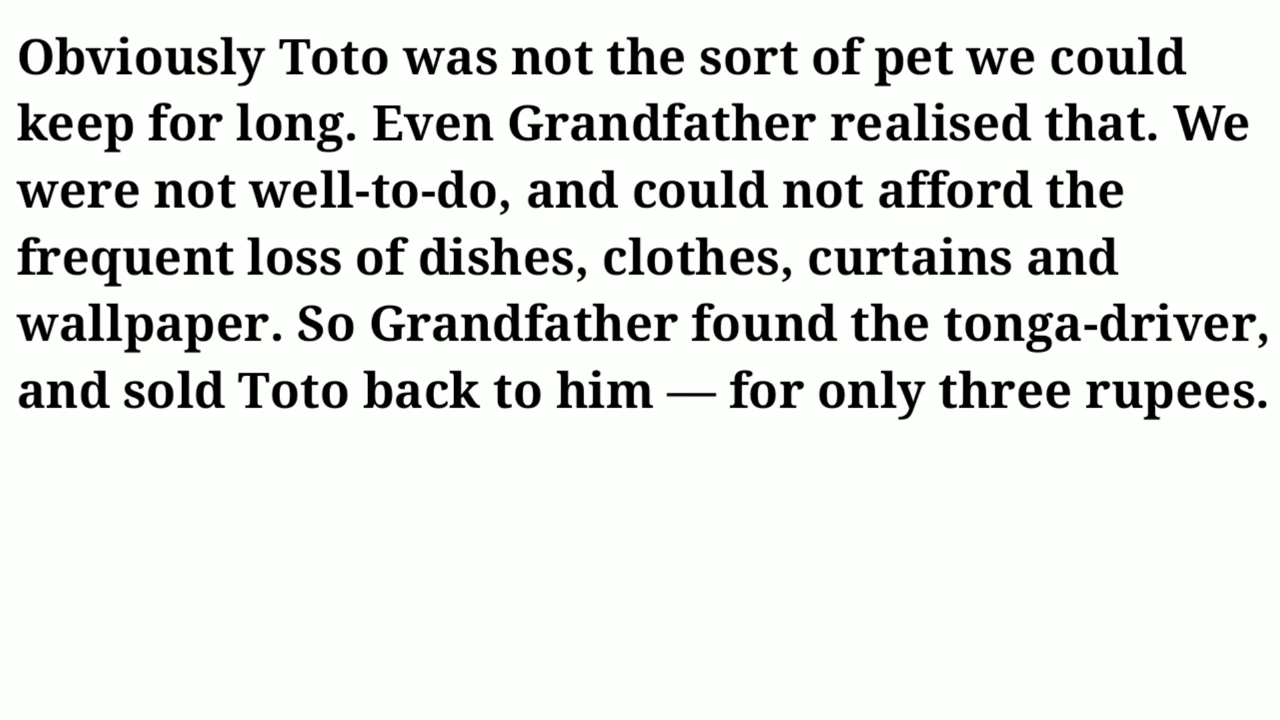 Obviously Toto was not the sort of pet we could
keep for long. Even Grandfather realised that. We
were not well-to-do, and could not afford the
frequent loss of dishes, clothes, curtains and
wallpaper. So Grandfather found the tonga-driver,
and sold Toto back to him — for only three rupees.